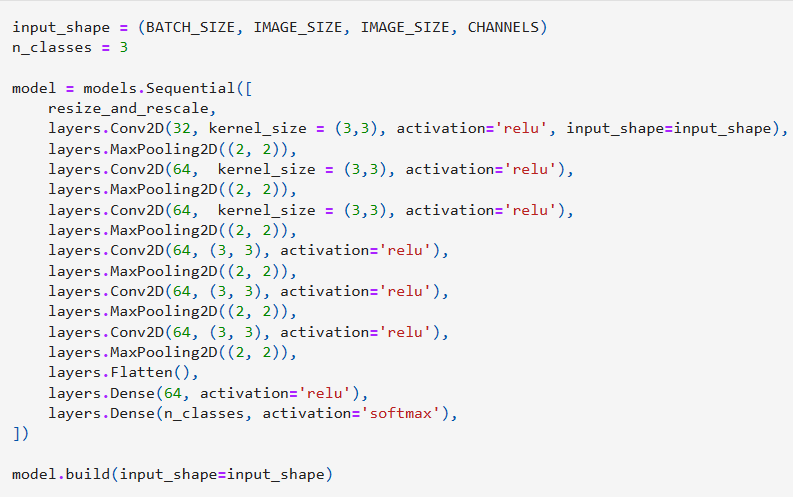 input_shape = (BATCH_SIZE, IMAGE_SIZE, IMAGE_SIZE, CHANNELS)
n_classes = 3

model = models.Sequential([
    resize_and_rescale,
    layers.Conv2D(32, kernel_size = (3,3), activation='relu', input_shape=input_shape),
    layers.MaxPooling2D((2, 2)),
    layers.Conv2D(64,  kernel_size = (3,3), activation='relu'),
    layers.MaxPooling2D((2, 2)),
    layers.Conv2D(64,  kernel_size = (3,3), activation='relu'),
    layers.MaxPooling2D((2, 2)),
    layers.Conv2D(64, (3, 3), activation='relu'),
    layers.MaxPooling2D((2, 2)),
    layers.Conv2D(64, (3, 3), activation='relu'),
    layers.MaxPooling2D((2, 2)),
    layers.Conv2D(64, (3, 3), activation='relu'),
    layers.MaxPooling2D((2, 2)),
    layers.Flatten(),
    layers.Dense(64, activation='relu'),
    layers.Dense(n_classes, activation='softmax'),
])

model.build(input_shape=input_shape)